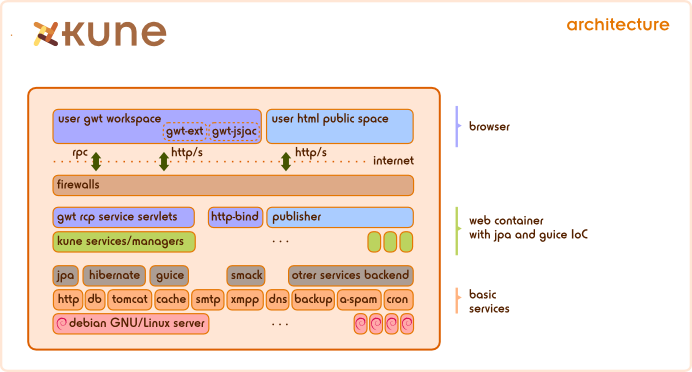 kune
architecture
user gwt workspace
gwt-ext gwt-jsjac
user html public space
browser
rpc http/s http/s
internet
firewalls
gwt rcp service servlets http-bind publisher
web container
with jpa and guice IoC
kune services/managers ...
jpa hibernate guice smack otrer services backend
http db tomcat cache smtp xmpp dns backup a-spam cron
basic
services
debian GNU/Linux server ...